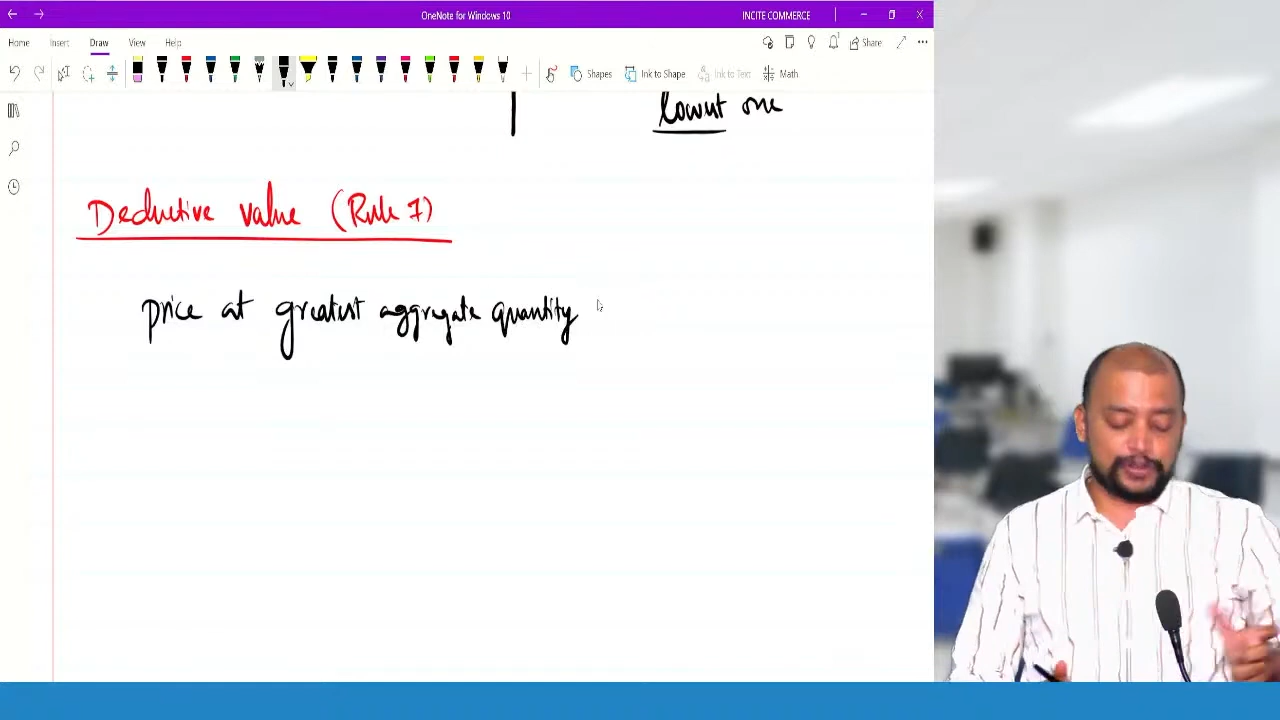 OneNote for Windows 10
INCITE COMMERCE
Home Insert Draw View Help
Share
Shapes
Ink to Shape
Ink to Text
Math
lowest one
Deductive value (Rule 7)
price at greatest aggregate quantity